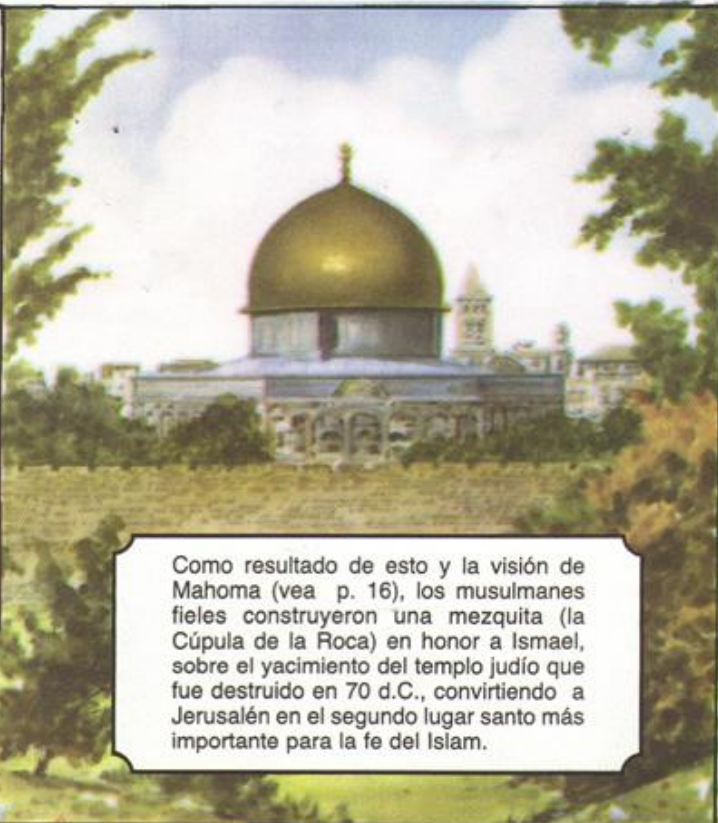 Como resultado de esto y la visión de
Mahoma (vea p. 16), los musulmanes
fieles construyeron una mezquita (la
Cúpula de la Roca) en honor a Ismael,
sobre el yacimiento del templo judío que
fue destruido en 70 d.C., convirtiendo a
Jerusalén en el segundo lugar santo más
importante para la fe del Islam.